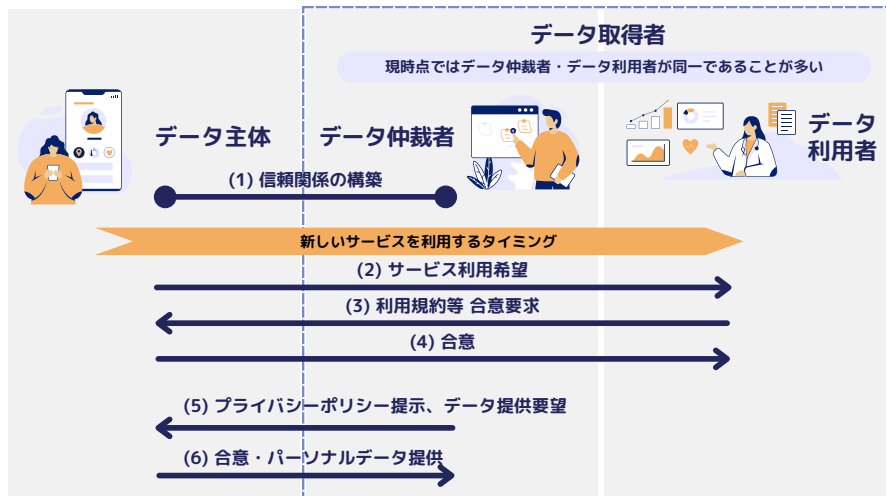 データ取得者
現時点ではデータ仲裁者・データ利用者が同一であることが多い
データ主体
データ仲裁者
データ
利用者
(1) 信頼関係の構築
新しいサービスを利用するタイミング
(2) サービス利用希望
(3) 利用規約等 合意要求
(4) 合意
(5) プライバシーポリシー提示、データ提供要望
(6) 合意・パーソナルデータ提供